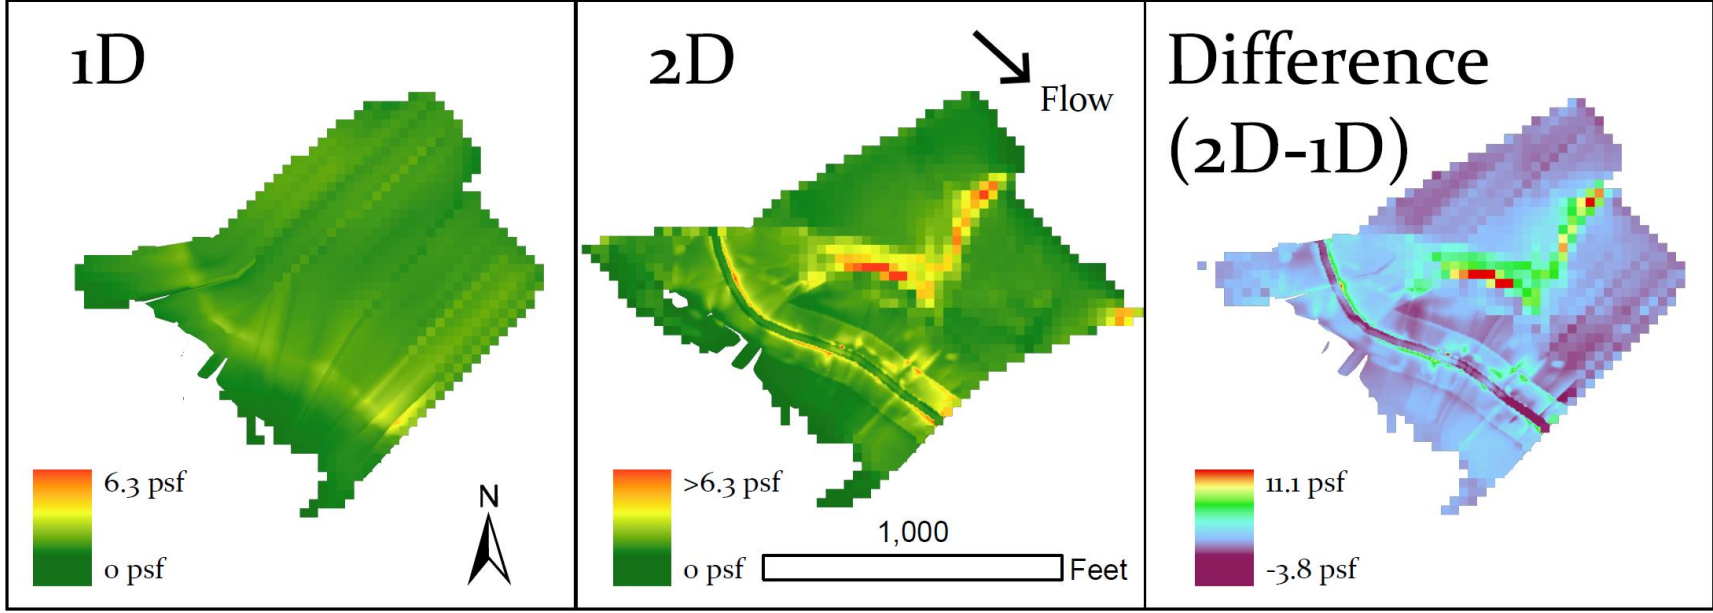 1D
6.3 psf
0 psf
N
2D
Flow
>6.3 psf
0 psf
1,000
Feet
Difference
(2D-1D)
11.1 psf
-3.8 psf